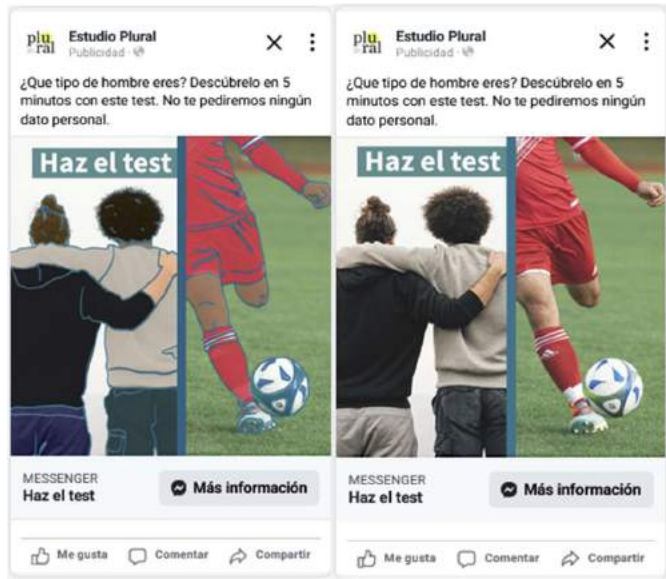 plu
ral
Estudio Plural
Publicidad ·
¿Que tipo de hombre eres? Descúbrelo en 5
minutos con este test. No te pediremos ningún
dato personal.
Haz el test
MESSENGER
Haz el test
Más información
Me gusta
Comentar
Compartir
plu
ral
Estudio Plural
Publicidad ·
¿Que tipo de hombre eres? Descúbrelo en 5
minutos con este test. No te pediremos ningún
dato personal.
Haz el test
MESSENGER
Haz el test
Más información
Me gusta
Comentar
Compartir